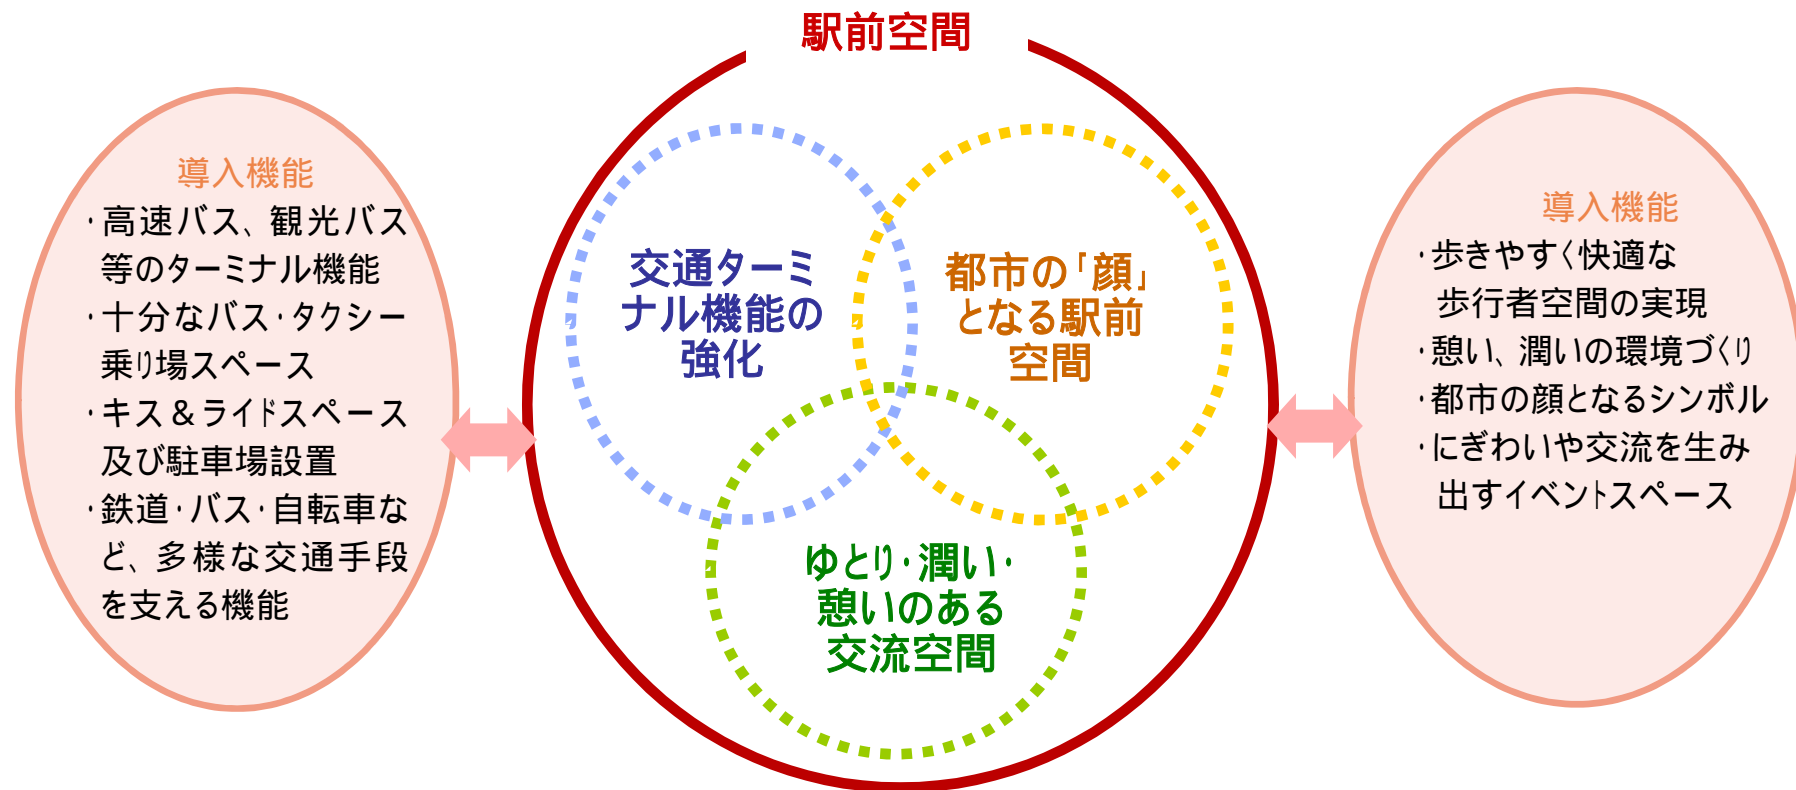 駅前空間
導入機能
・高速バス、観光バス
等のターミナル機能
・十分なバス・タクシー
乗り場スペース
・キス＆ライドスペース
及び駐車場設置
・鉄道・バス・自転車な
ど、多様な交通手段
を支える機能
交通ターミ
ナル機能の
強化
都市の「顔」
となる駅前
空間
ゆとり・潤い・
憩いのある
交流空間
導入機能
・歩きやすく快適な
歩行者空間の実現
・憩い、潤いの環境づくり
・都市の顔となるシンボル
・にぎわいや交流を生み
出すイベントスペース